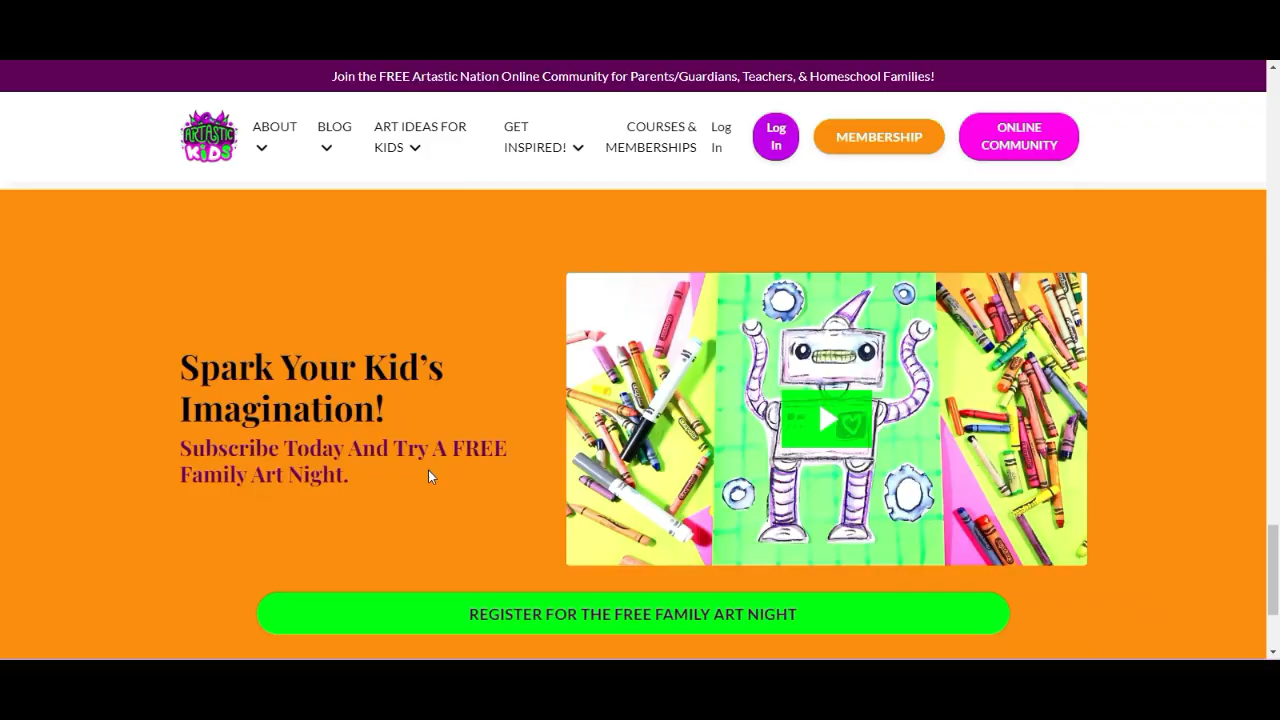 Join the FREE Artastic Nation Online Community for Parents/Guardians, Teachers, & Homeschool Families!
ARTASTIC
KiDS
ABOUT
BLOG
ART IDEAS FOR
KIDS
GET
INSPIRED!
COURSES &
MEMBERSHIPS
Log
In
Log
In
MEMBERSHIP
ONLINE
COMMUNITY
Spark Your Kid’s
Imagination!
Subscribe Today And Try A FREE
Family Art Night.
REGISTER FOR THE FREE FAMILY ART NIGHT